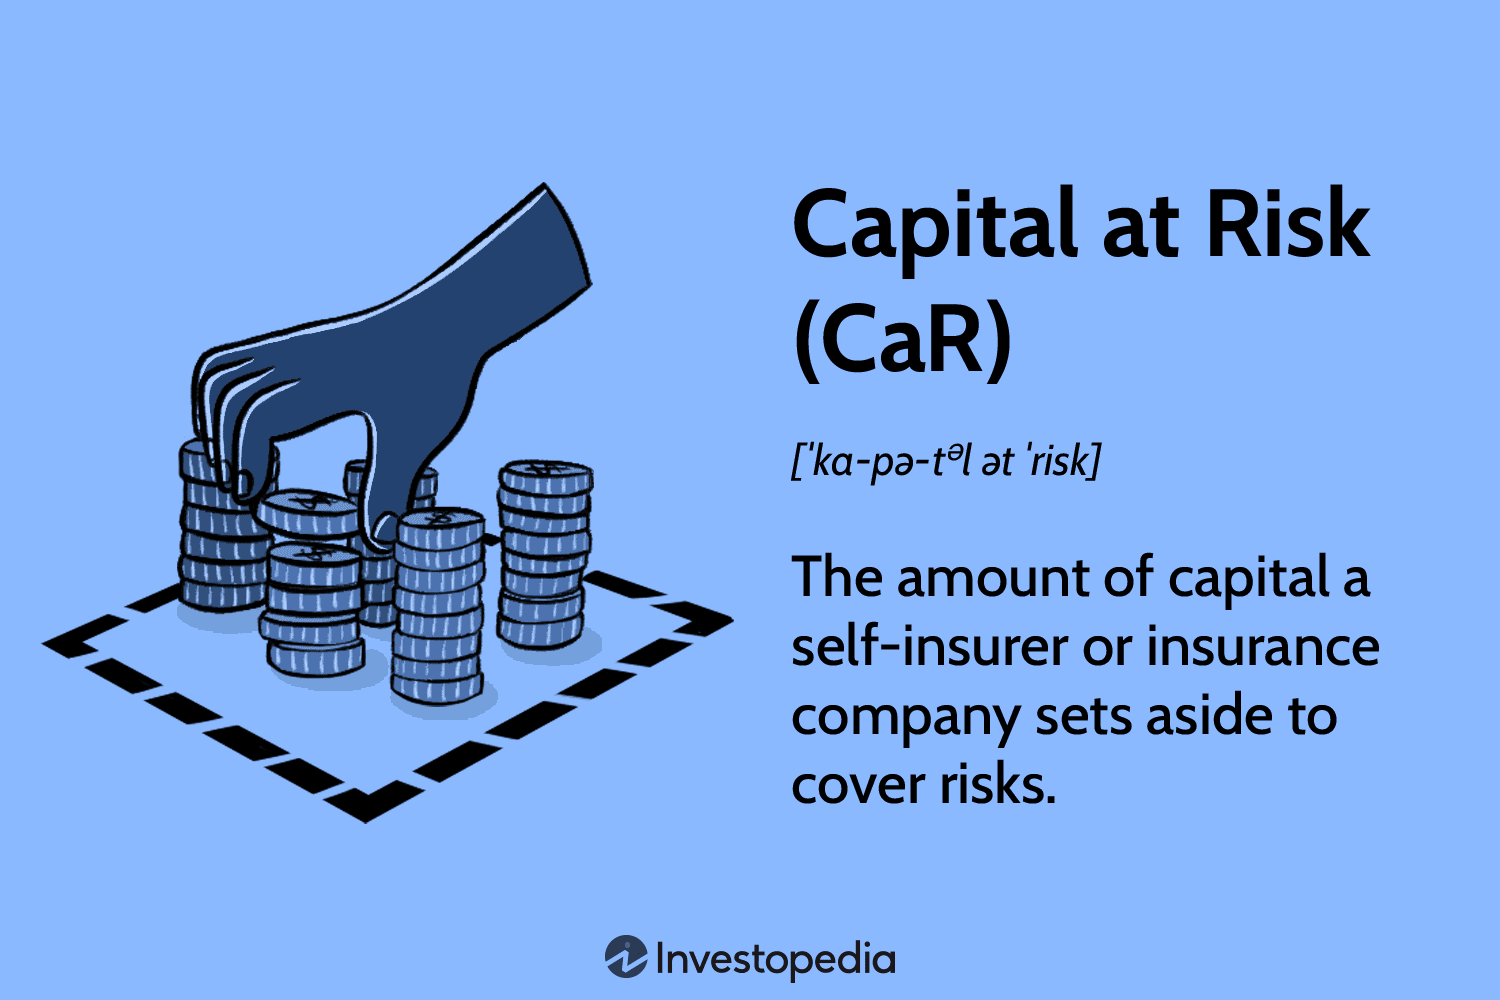 Capital at Risk
(CaR)
[ˈka-pə-tᵊl ət ˈrisk]
The amount of capital a
self-insurer or insurance
company sets aside to
cover risks.
Investopedia